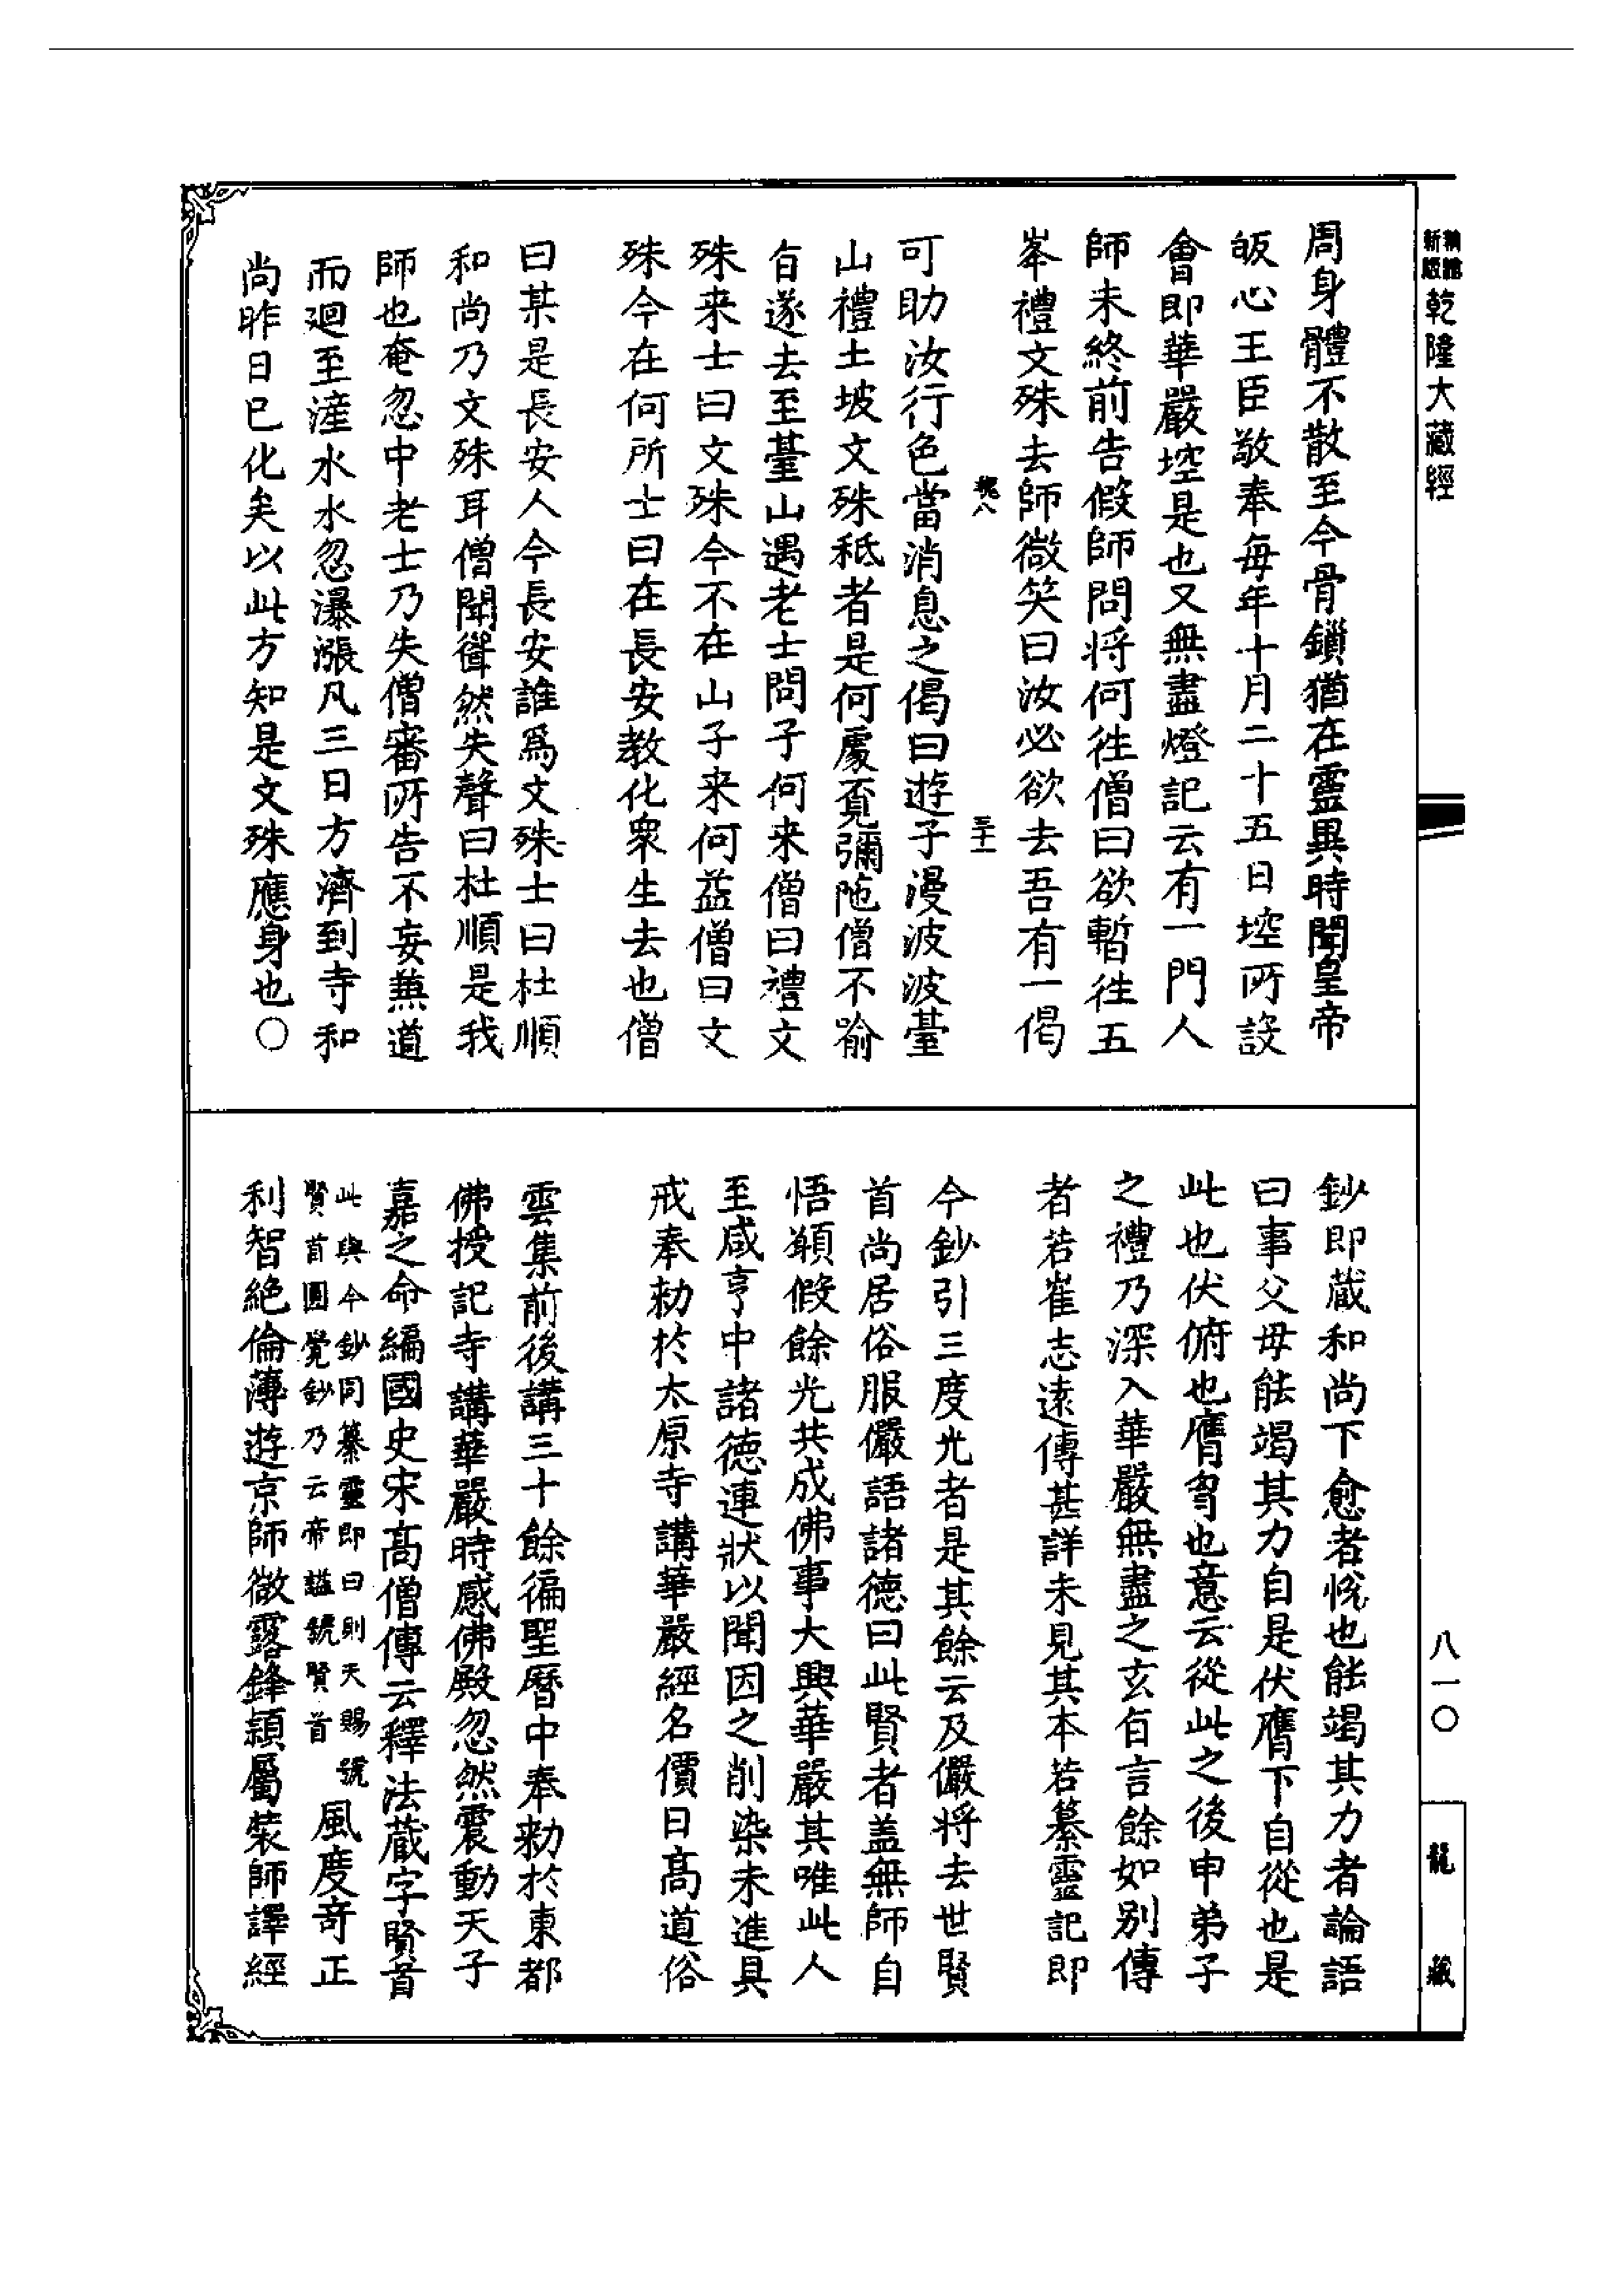 新編
縮版
乾隆大藏經
周身體不散至今骨鎖猶在靈異時聞皇帝
皈心王臣敬奉每年十月二十五日塔所設
會即華嚴塔是也又無盡燈記云有一門人
師未終前告假師問將何徃僧曰欲暫徃五
峯禮文殊去師微笑曰汝必欲去吾有一偈
三十一
可助汝行色當消息之偈曰遊子漫波波臺
山禮土坡文殊秪者是何處覔彌陁僧不喻
㫖遂去至臺山遇老士問子何来僧曰禮文
殊来士曰文殊今不在山子来何益僧曰文
殊今在何所士曰在長安教化衆生去也僧
曰某是長安人今長安誰爲文殊士曰杜順
和尚乃文殊耳僧聞聳然失聲曰杜順是我
師也奄忽中老士乃失僧審所告不妄兼道
而廻至滻水水忽瀑漲凡三日方濟到寺和
尚昨日已化矣以此方知是文殊應身也○
鈔即蔵和尚下愈者悅也能竭其力者論語
曰事父母能竭其力自是伏膺下自從也是
此也伏俯也膺胷也意云從此之後申弟子
之禮乃深入華嚴無盡之玄㫖言餘如别傳
者若崔志遠傳甚詳未見其本若纂靈記即
今鈔引三度光者是其餘云及儼將去世賢
首尚居俗服儼語諸德曰此賢者盖無師自
悟頟假餘光共成佛事大興華嚴其唯此人
至咸亨中諸德連狀以聞因之削染未進具
戒奉勑於太原寺講華嚴經名價日髙道俗
雲集前後講三十餘徧聖曆中奉勑於東都
佛授記寺講華嚴時感佛殿忽然震動天子
嘉之命編國史宋髙僧傳云釋法蔵字賢首
此與今鈔同纂靈即曰則天賜號
賢首圓覺鈔乃云帝謚號賢首
風度竒正
利智絶倫薄遊京師微露鋒頴屬奘師譯經
八一〇
龍藏